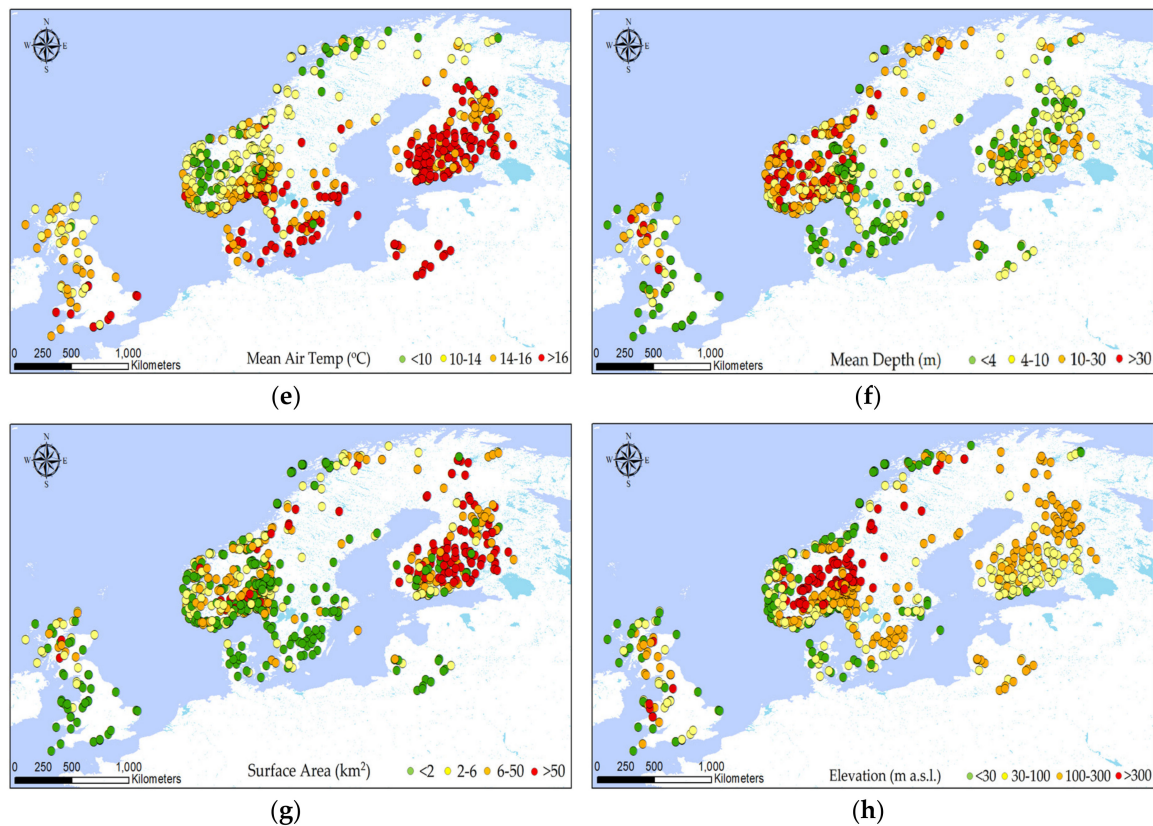 N
W E
S
0 250 500 1,000
Kilometers
Mean Air Temp (ºC) <10 10-14 14-16 >16
(e)
N
W E
S
0 250 500 1,000
Kilometers
Mean Depth (m) <4 4-10 10-30 >30
(f)
N
W E
S
0 250 500 1,000
Kilometers
Surface Area (km²) <2 2-6 6-50 >50
(g)
N
W E
S
0 250 500 1,000
Kilometers
Elevation (m a.s.l.) <30 30-100 100-300 >300
(h)